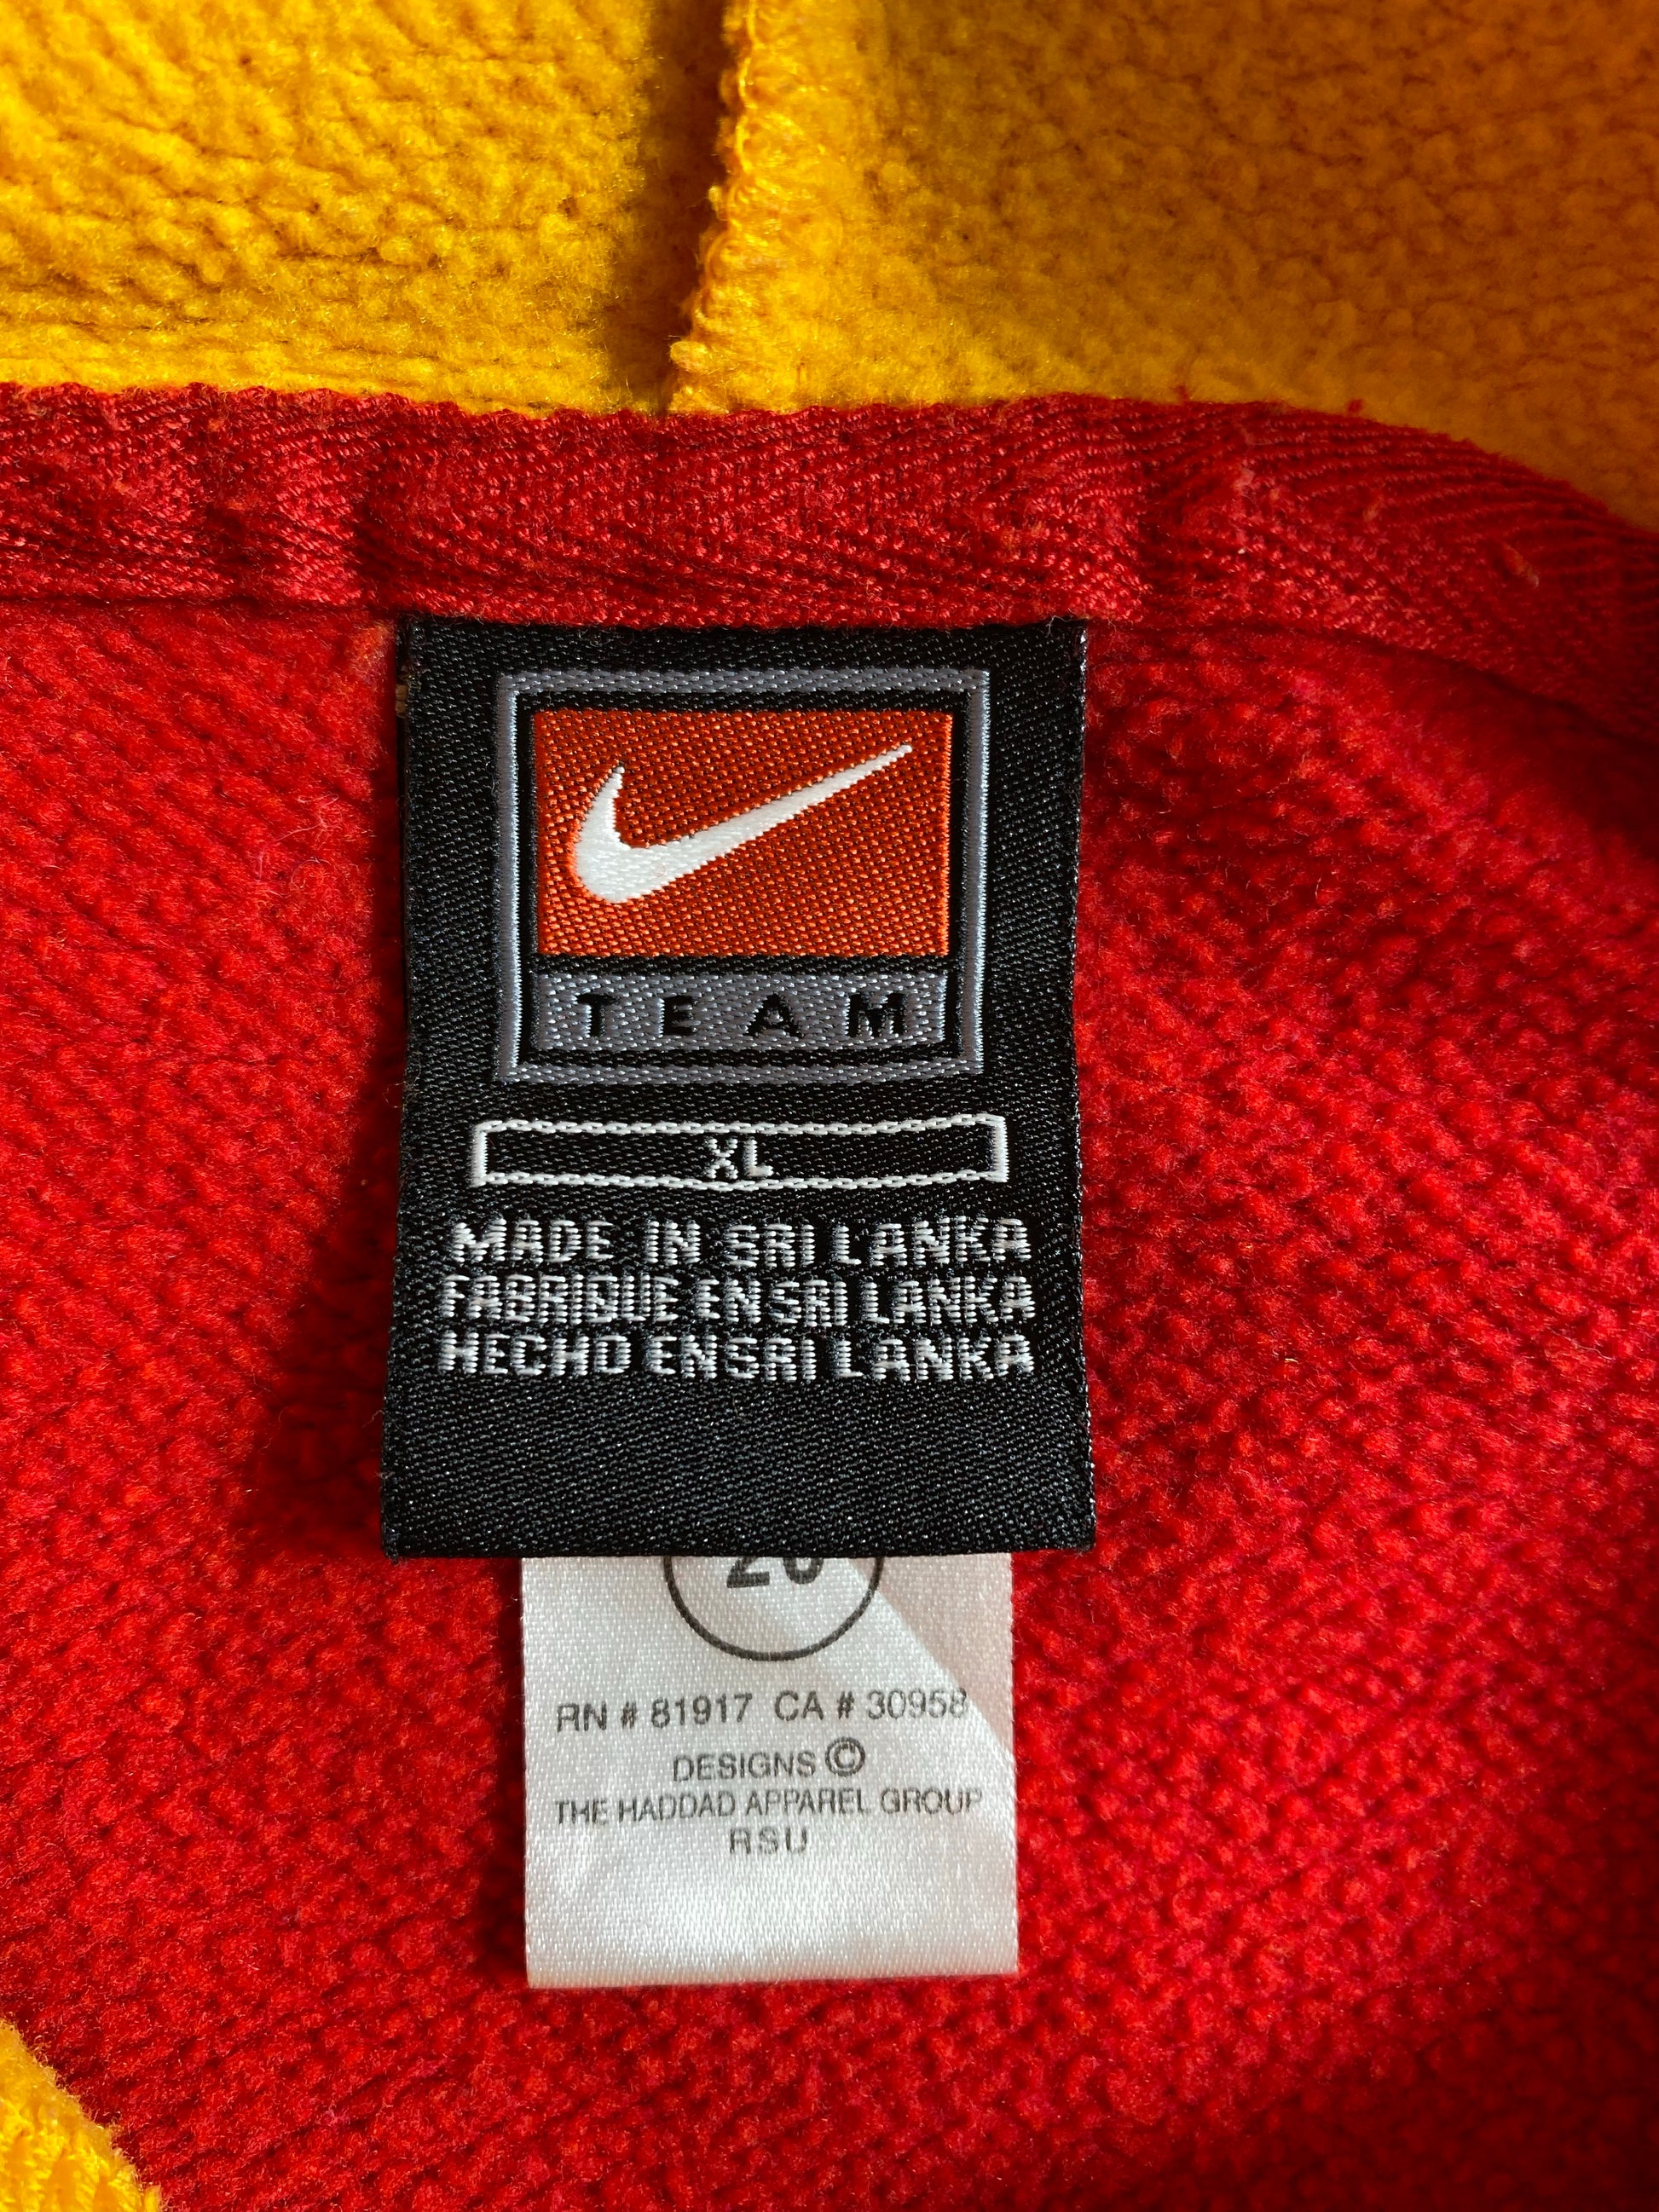 TEAM
XL
MADE IN SRI LANKA
FABRIQUE EN SRI LANKA
HECHO EN SRI LANKA
20
RN # 81917 CA # 30958
DESIGNS ©
THE HADDAD APPAREL GROUP
RSU